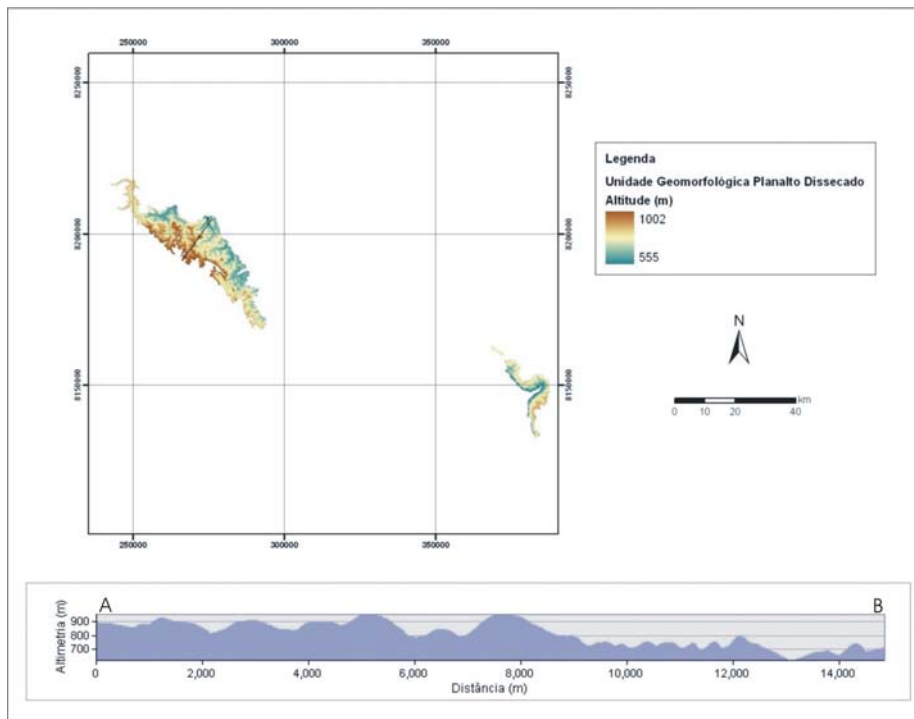 250000 300000 350000
8250000 8250000
8200000 8200000
8150000 8150000
250000 300000 350000
Legenda
Unidade Geomorfológica Planalto Dissecado
Altitude (m)
1002
555
N
km
0 10 20 40
A B
Altimetria (m)
900
800
700
0 2,000 4,000 6,000 8,000 10,000 12,000 14,000
Distância (m)